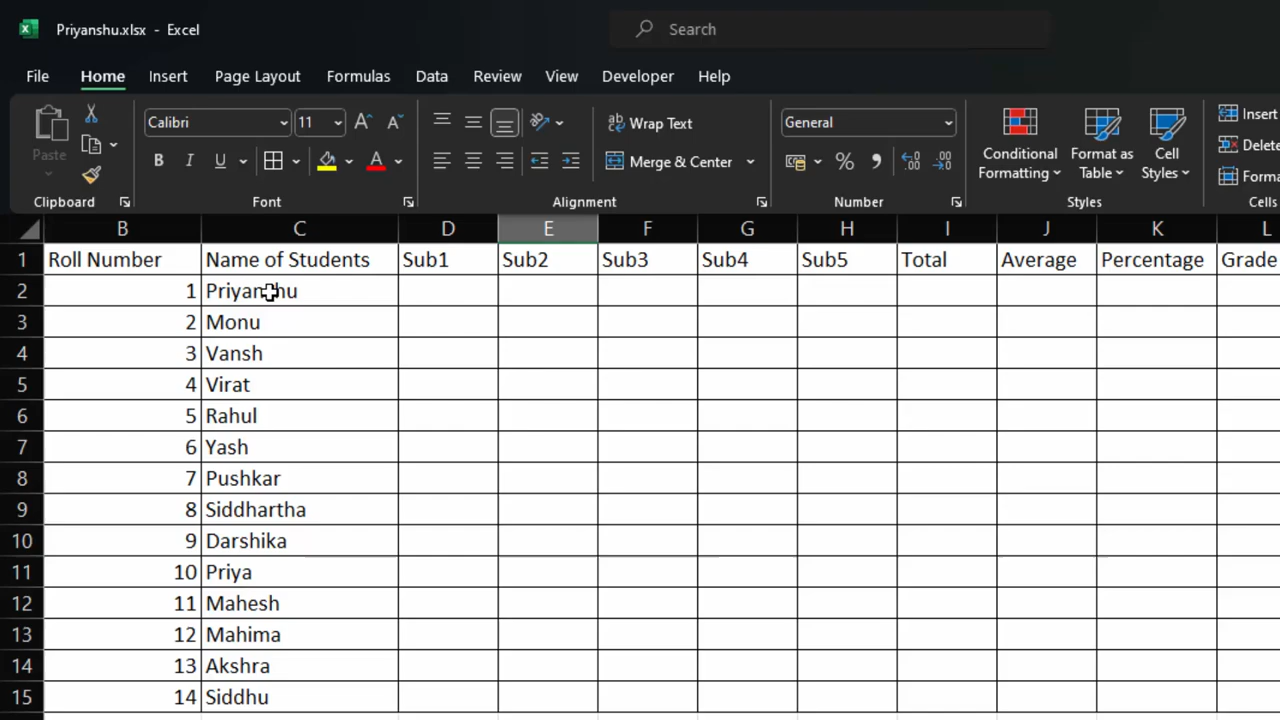 Priyanshu.xlsx - Excel
Search
File Home Insert Page Layout Formulas Data Review View Developer Help
Calibri 11 Wrap Text General Insert
Paste B I U A Merge & Center Conditional Formatting Format as Table Cell Styles Delete
Clipboard Font Alignment Number Styles Cells
B C D E F G H I J K L
1 Roll Number Name of Students Sub1 Sub2 Sub3 Sub4 Sub5 Total Average Percentage Grade
2 1 Priyanshu
3 2 Monu
4 3 Vansh
5 4 Virat
6 5 Rahul
7 6 Yash
8 7 Pushkar
9 8 Siddhartha
10 9 Darshika
11 10 Priya
12 11 Mahesh
13 12 Mahima
14 13 Akshra
15 14 Siddhu